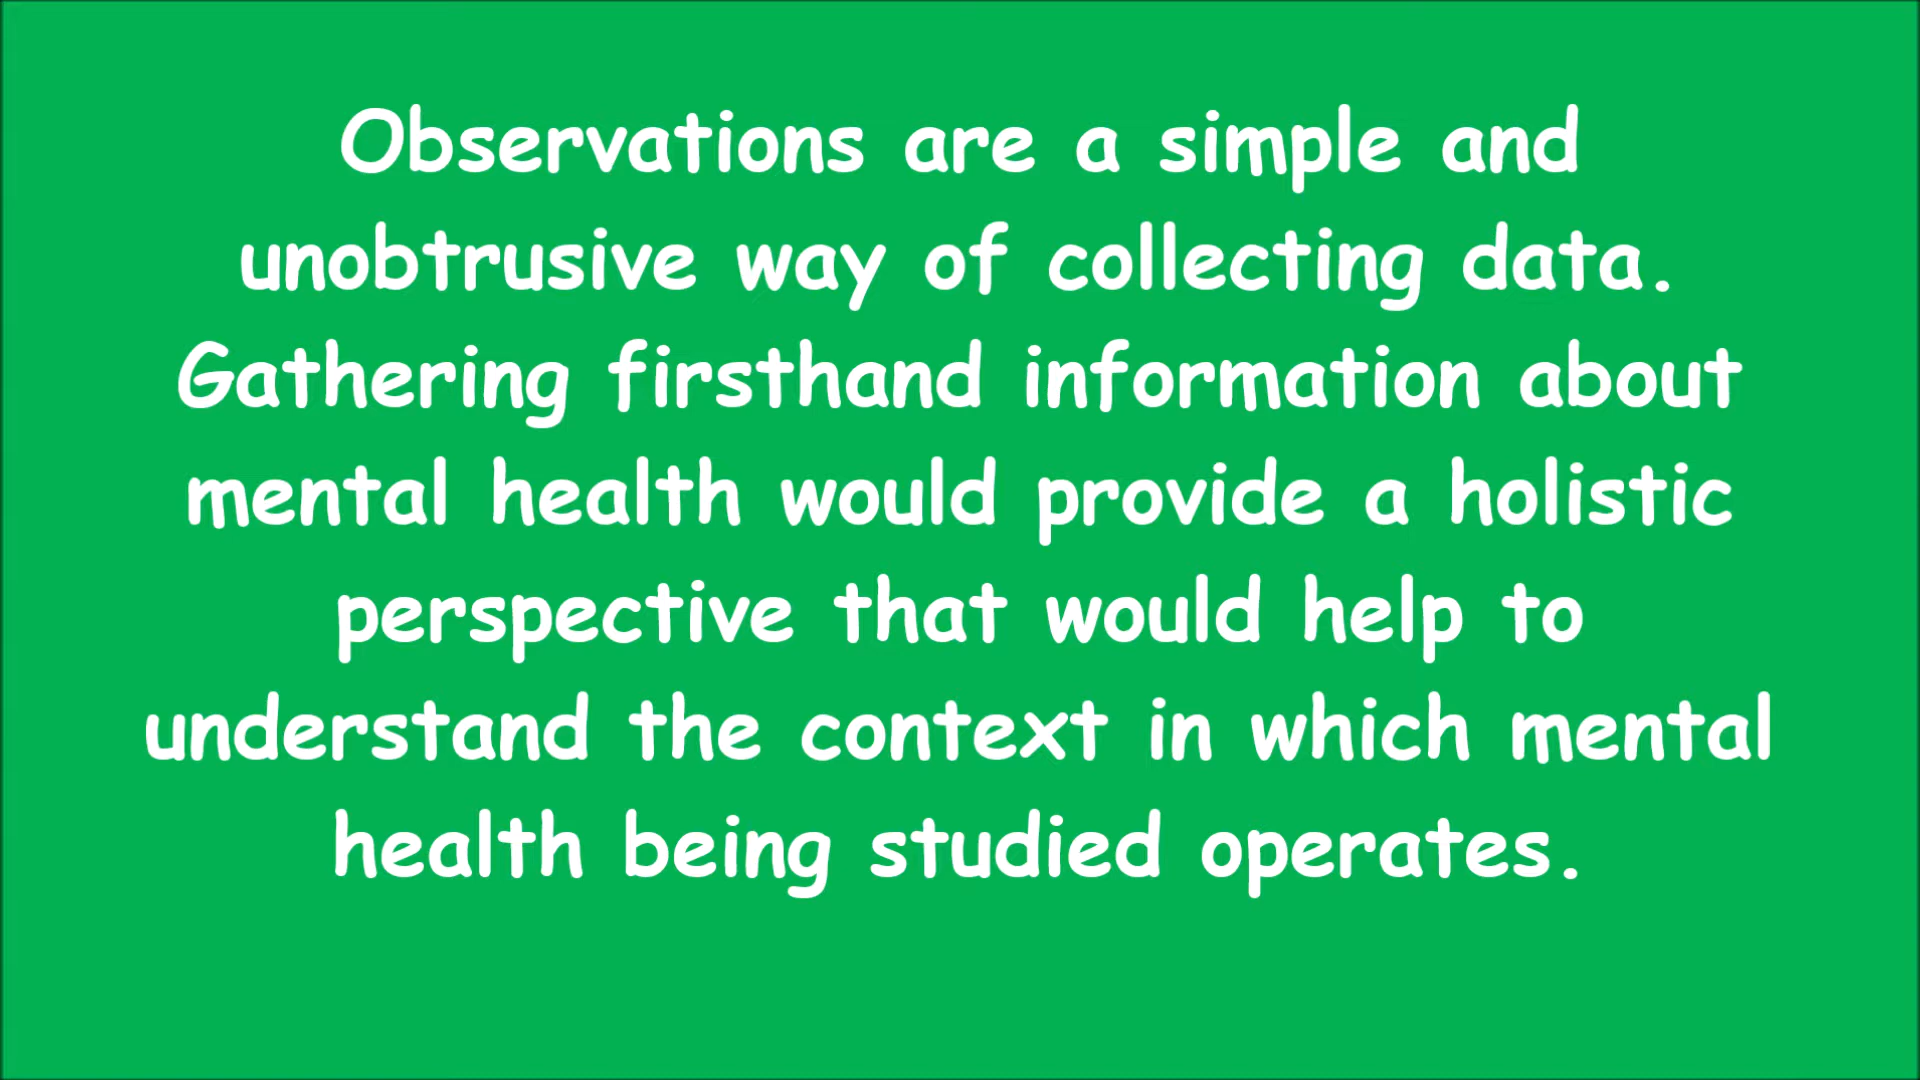 Observations are a simple and
unobtrusive way of collecting data.
Gathering firsthand information about
mental health would provide a holistic
perspective that would help to
understand the context in which mental
health being studied operates.